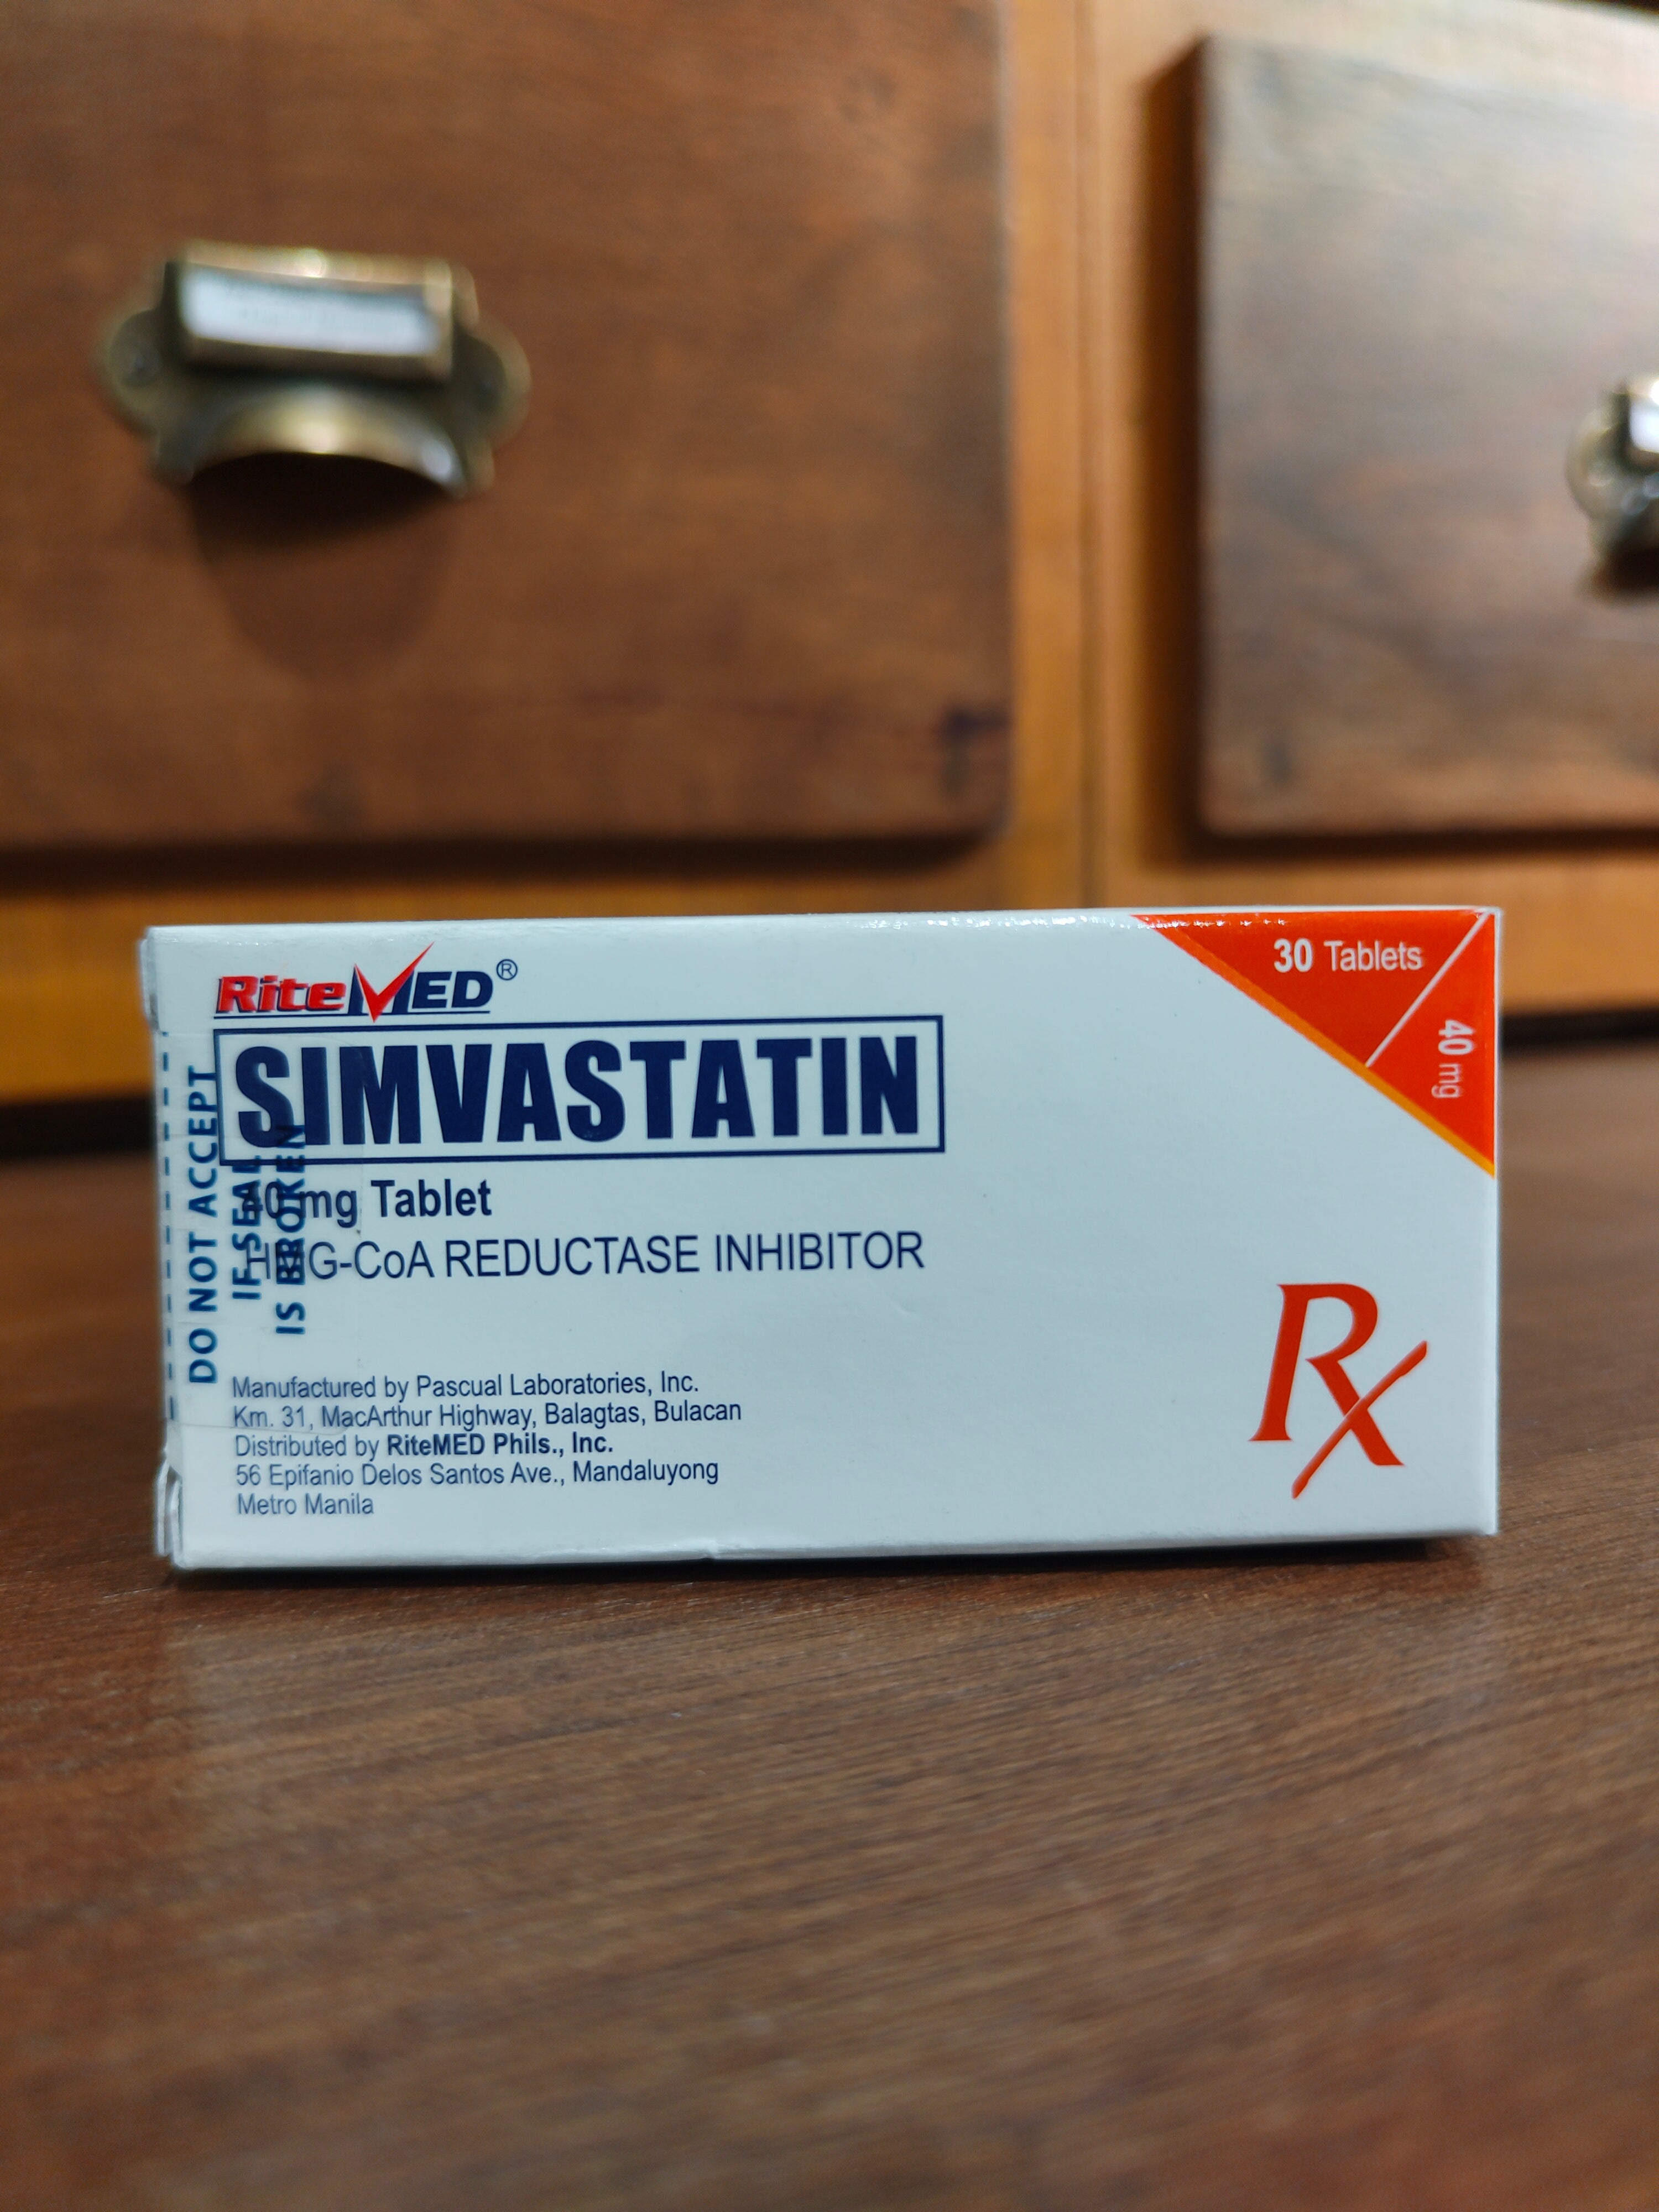 RiteMED®
SIMVASTATIN
40 mg Tablet
HMG-CoA REDUCTASE INHIBITOR
Manufactured by Pascual Laboratories, Inc.
Km. 31, MacArthur Highway, Balagtas, Bulacan
Distributed by RiteMED Phils., Inc.
56 Epifanio Delos Santos Ave., Mandaluyong
Metro Manila
30 Tablets
40 mg
Rx
DO NOT ACCEPT
IF SEAL
IS BROKEN